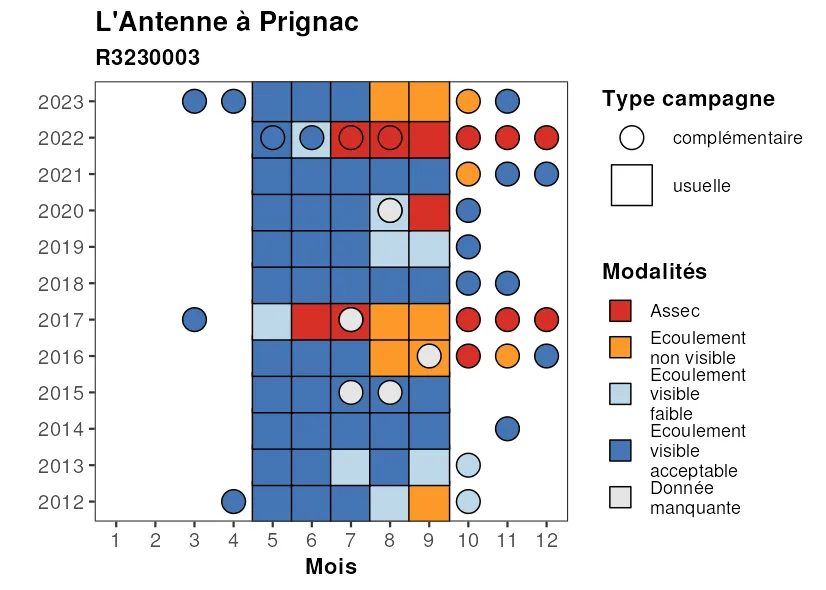 L'Antenne à Prignac
R3230003
2023
2022
2021
2020
2019
2018
2017
2016
2015
2014
2013
2012
1 2 3 4 5 6 7 8 9 10 11 12
Mois
Type campagne
complémentaire
usuelle
Modalités
Assec
Ecoulement
non visible
Ecoulement
visible
faible
Ecoulement
visible
acceptable
Donnée
manquante